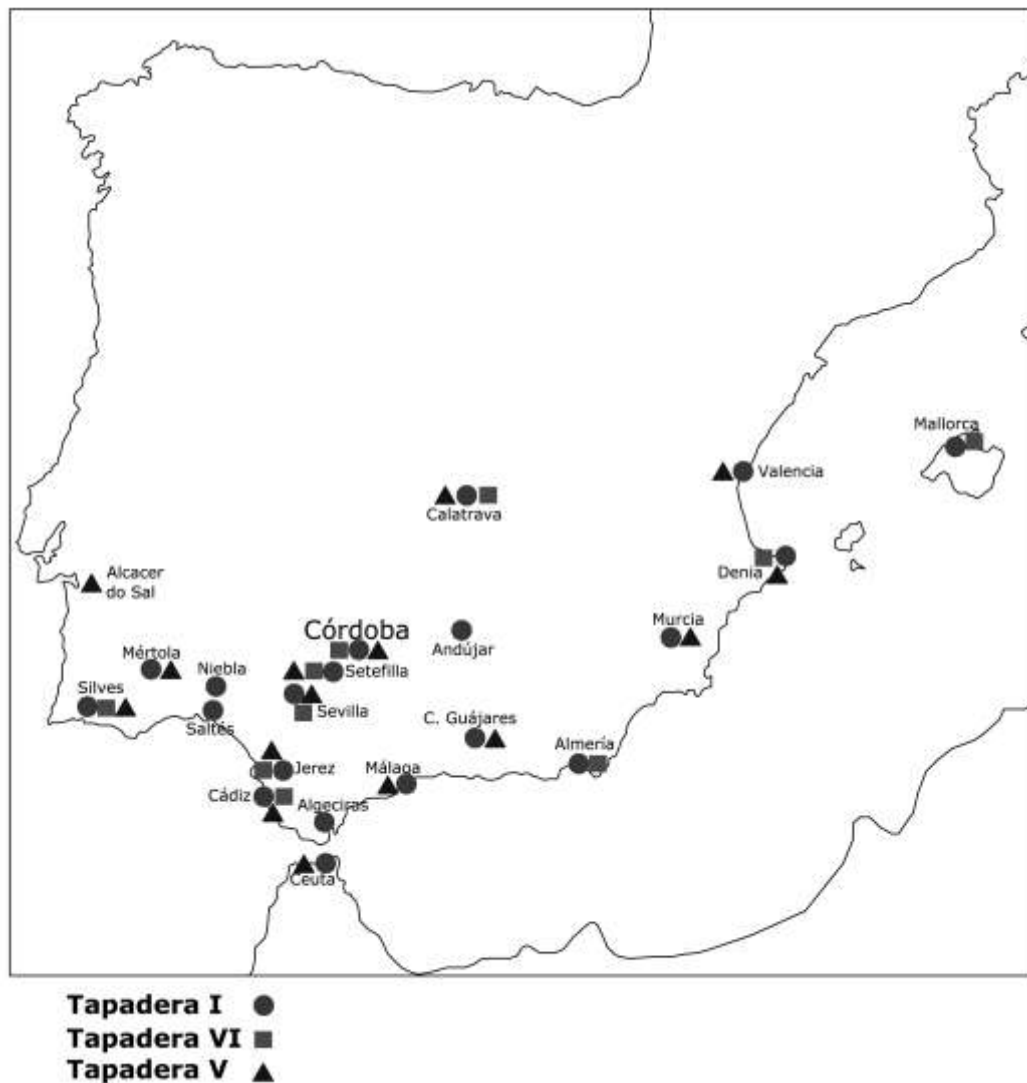 Mallorca
Valencia
Calatrava
Denia
Alcacer
do Sal
Murcia
Córdoba
Andújar
Mértola
Niebla
Setefilla
Silves
Sevilla
Saltés
C. Guájares
Almería
Jerez
Málaga
Cádiz
Algeciras
Ceuta
Tapadera I
Tapadera VI
Tapadera V